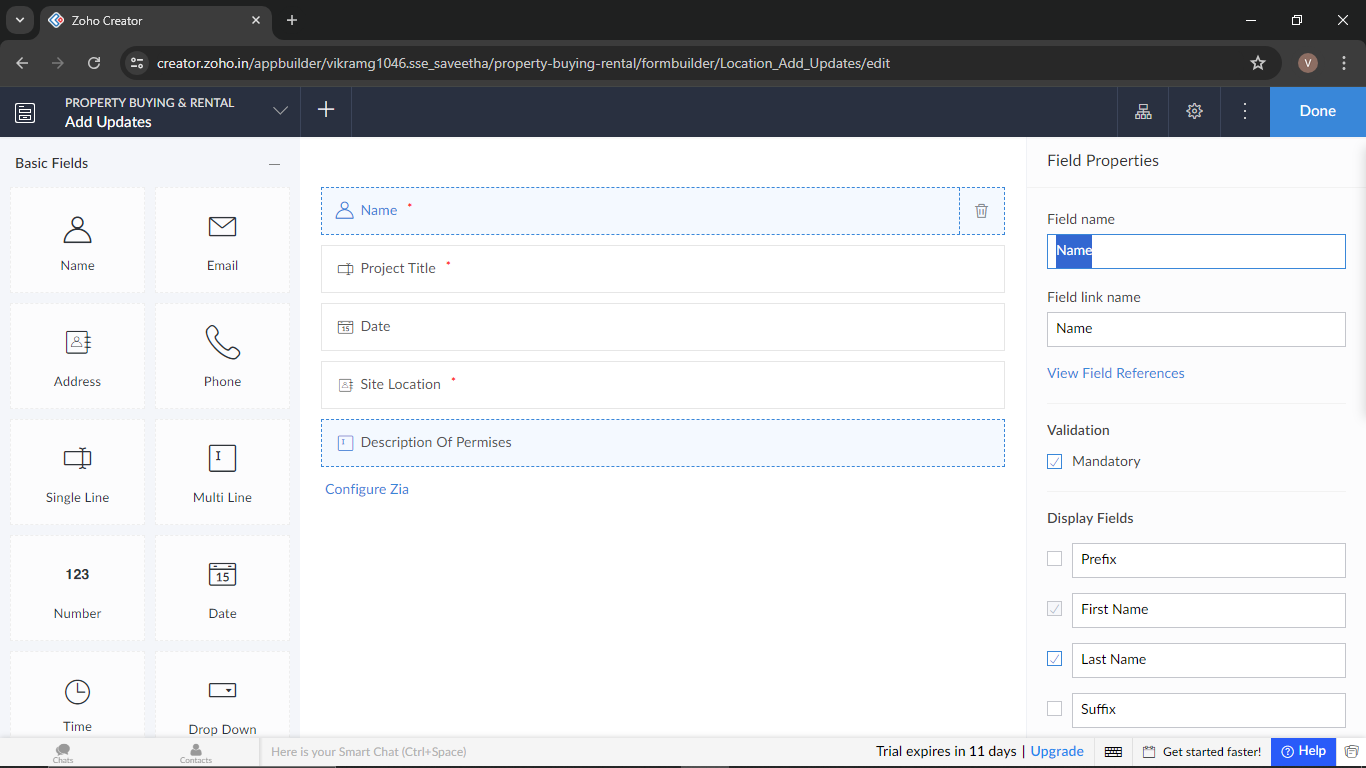 Zoho Creator
creator.zoho.in/appbuilder/vikramg1046.sse_saveetha/property-buying-rental/formbuilder/Location_Add_Updates/edit
V
PROPERTY BUYING & RENTAL
Add Updates
Done
Basic Fields
Name
Email
Address
Phone
Single Line
I
Multi Line
123
Number
15
Date
Time
Drop Down
Name *
Project Title *
15 Date
Site Location *
I Description Of Permises
Configure Zia
Field Properties
Field name
Name
Field link name
Name
View Field References
Validation
Mandatory
Display Fields
Prefix
First Name
Last Name
Suffix
Chats
Contacts
Here is your Smart Chat (Ctrl+Space)
Trial expires in 11 days | Upgrade
Get started faster!
? Help